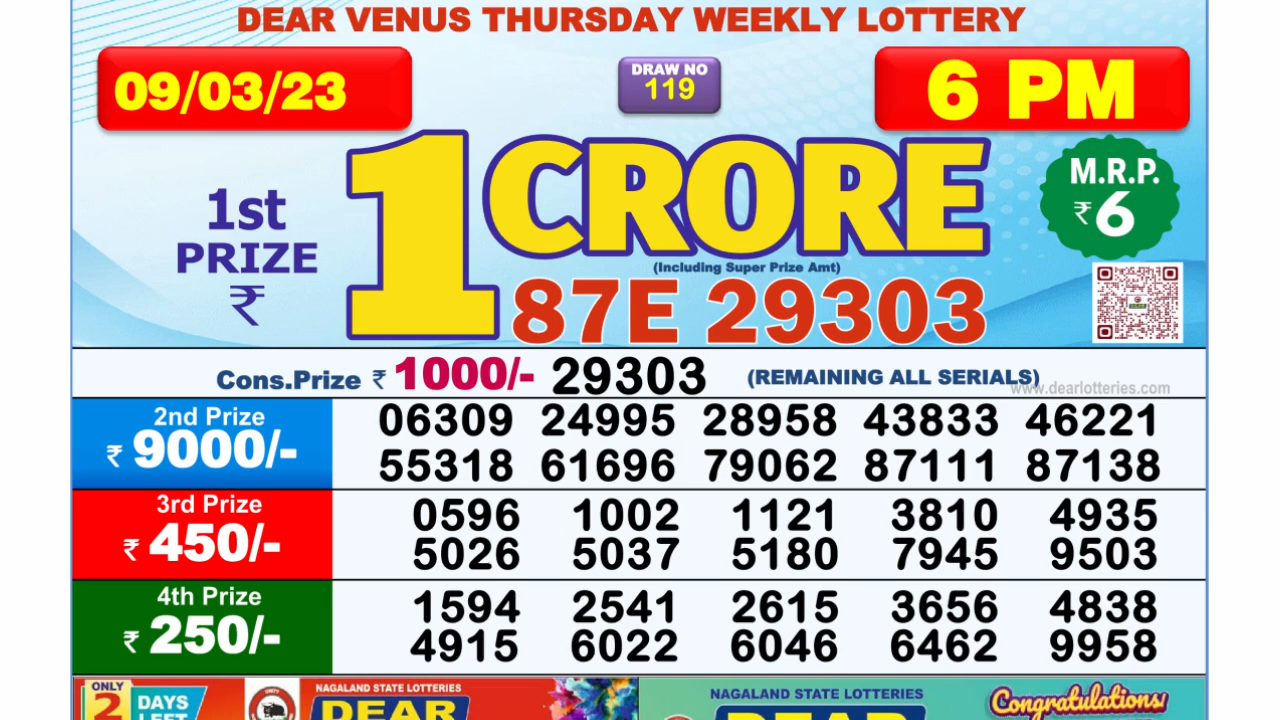 DEAR VENUS THURSDAY WEEKLY LOTTERY
09/03/23
DRAW NO
119
6 PM
1st
PRIZE
₹
1 CRORE
(Including Super Prize Amt)
M.R.P.
₹ 6
87E 29303
Cons.Prize ₹ 1000/- 29303 (REMAINING ALL SERIALS)
www.dearlotteries.com
2nd Prize
₹ 9000/-
06309 24995 28958 43833 46221
55318 61696 79062 87111 87138
3rd Prize
₹ 450/-
0596 1002 1121 3810 4935
5026 5037 5180 7945 9503
4th Prize
₹ 250/-
1594 2541 2615 3656 4838
4915 6022 6046 6462 9958
ONLY
2 DAYS
LEFT
NAGALAND STATE LOTTERIES
DEAR
NAGALAND STATE LOTTERIES
DEAR
Congratulations!